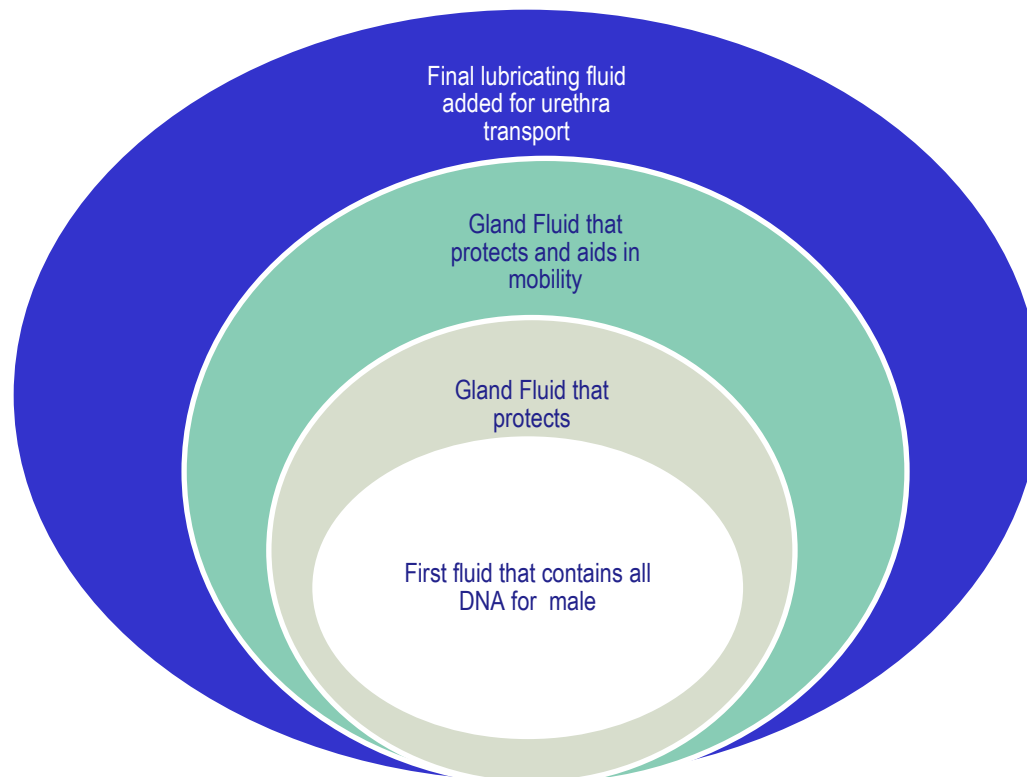 Final lubricating fluid
added for urethra
transport
Gland Fluid that
protects and aids in
mobility
Gland Fluid that
protects
First fluid that contains all
DNA for  male